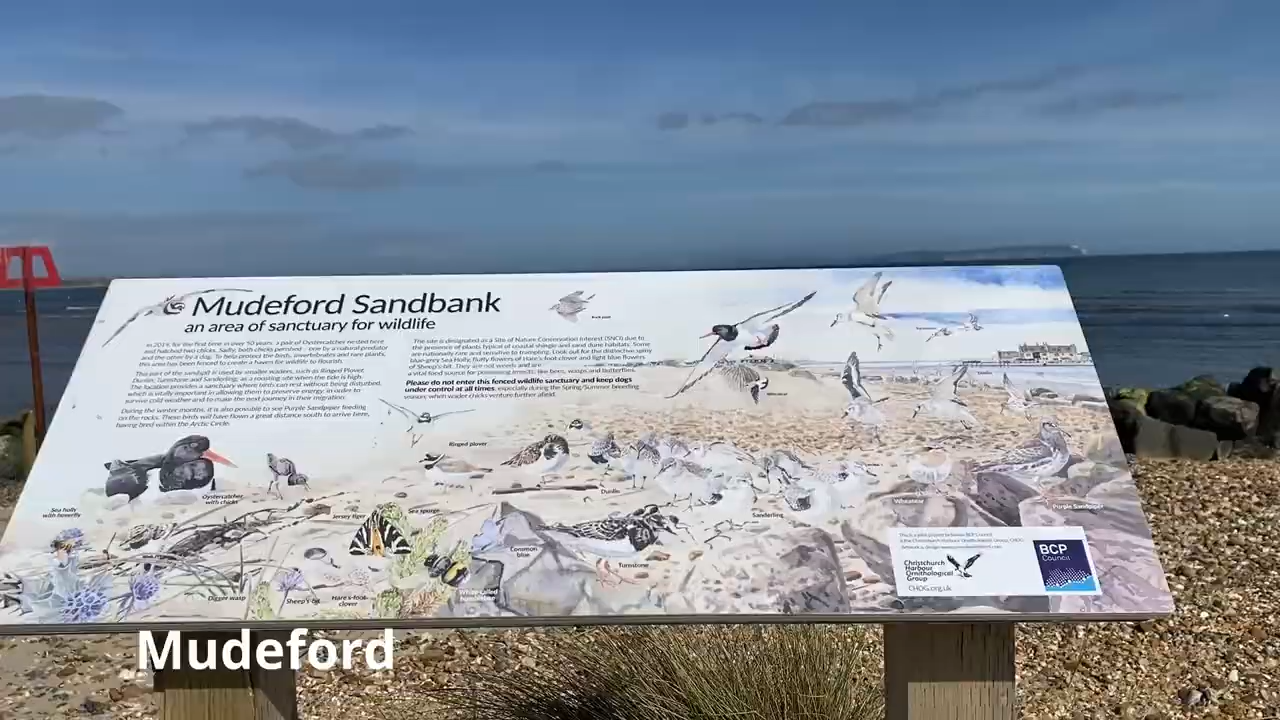 Mudeford Sandbank
an area of sanctuary for wildlife
In 2019, for the first time in over 50 years, a pair of Oystercatcher nested here
and hatched two chicks. Sadly, both chicks perished - one by a natural predator
and the other by a dog. To help protect the birds, invertebrates and rare plants,
this area has been fenced to create a haven for wildlife to flourish.
This part of the sandspit is used by smaller waders, such as Ringed Plover,
Dunlin, Turnstone and Sanderling, as a roosting site when the tide is high.
The location provides a sanctuary where birds can rest without being disturbed,
which is vitally important in allowing them to preserve energy, in order to
survive cold weather and to make the next journey in their migration.
During the winter months, it is also possible to see Purple Sandpiper feeding
on the rocks. These birds will have flown a great distance south to arrive here,
having bred within the Arctic Circle.
The site is designated as a Site of Nature Conservation Interest (SNCI) due to
the presence of plants typical of coastal shingle and sand dune habitats. Some
are nationally rare and sensitive to trampling. Look out for the distinctive spiny
blue-grey Sea Holly, fluffy flowers of Hare's-foot clover and light blue flowers
of Sheep's-bit. They are not weeds and are
a vital food source for pollinating insects, like bees, wasps and butterflies.
Please do not enter this fenced wildlife sanctuary and keep dogs
under control at all times, especially during the Spring/Summer breeding
season, when wader chicks venture further afield.
Ringed plover
Oystercatcher
with chicks
Sea holly
with hoverfly
Jersey tiger
Sea spurge
Dunlin
Sanderling
Wheatear
Purple Sandpiper
Common
blue
Turnstone
Digger wasp
Sheep's-bit
Hare's-foot
clover
White-tailed
bumblebee
Christchurch
Harbour
Ornithological
Group
CHOG.org.uk
BCP
Council
Mudeford